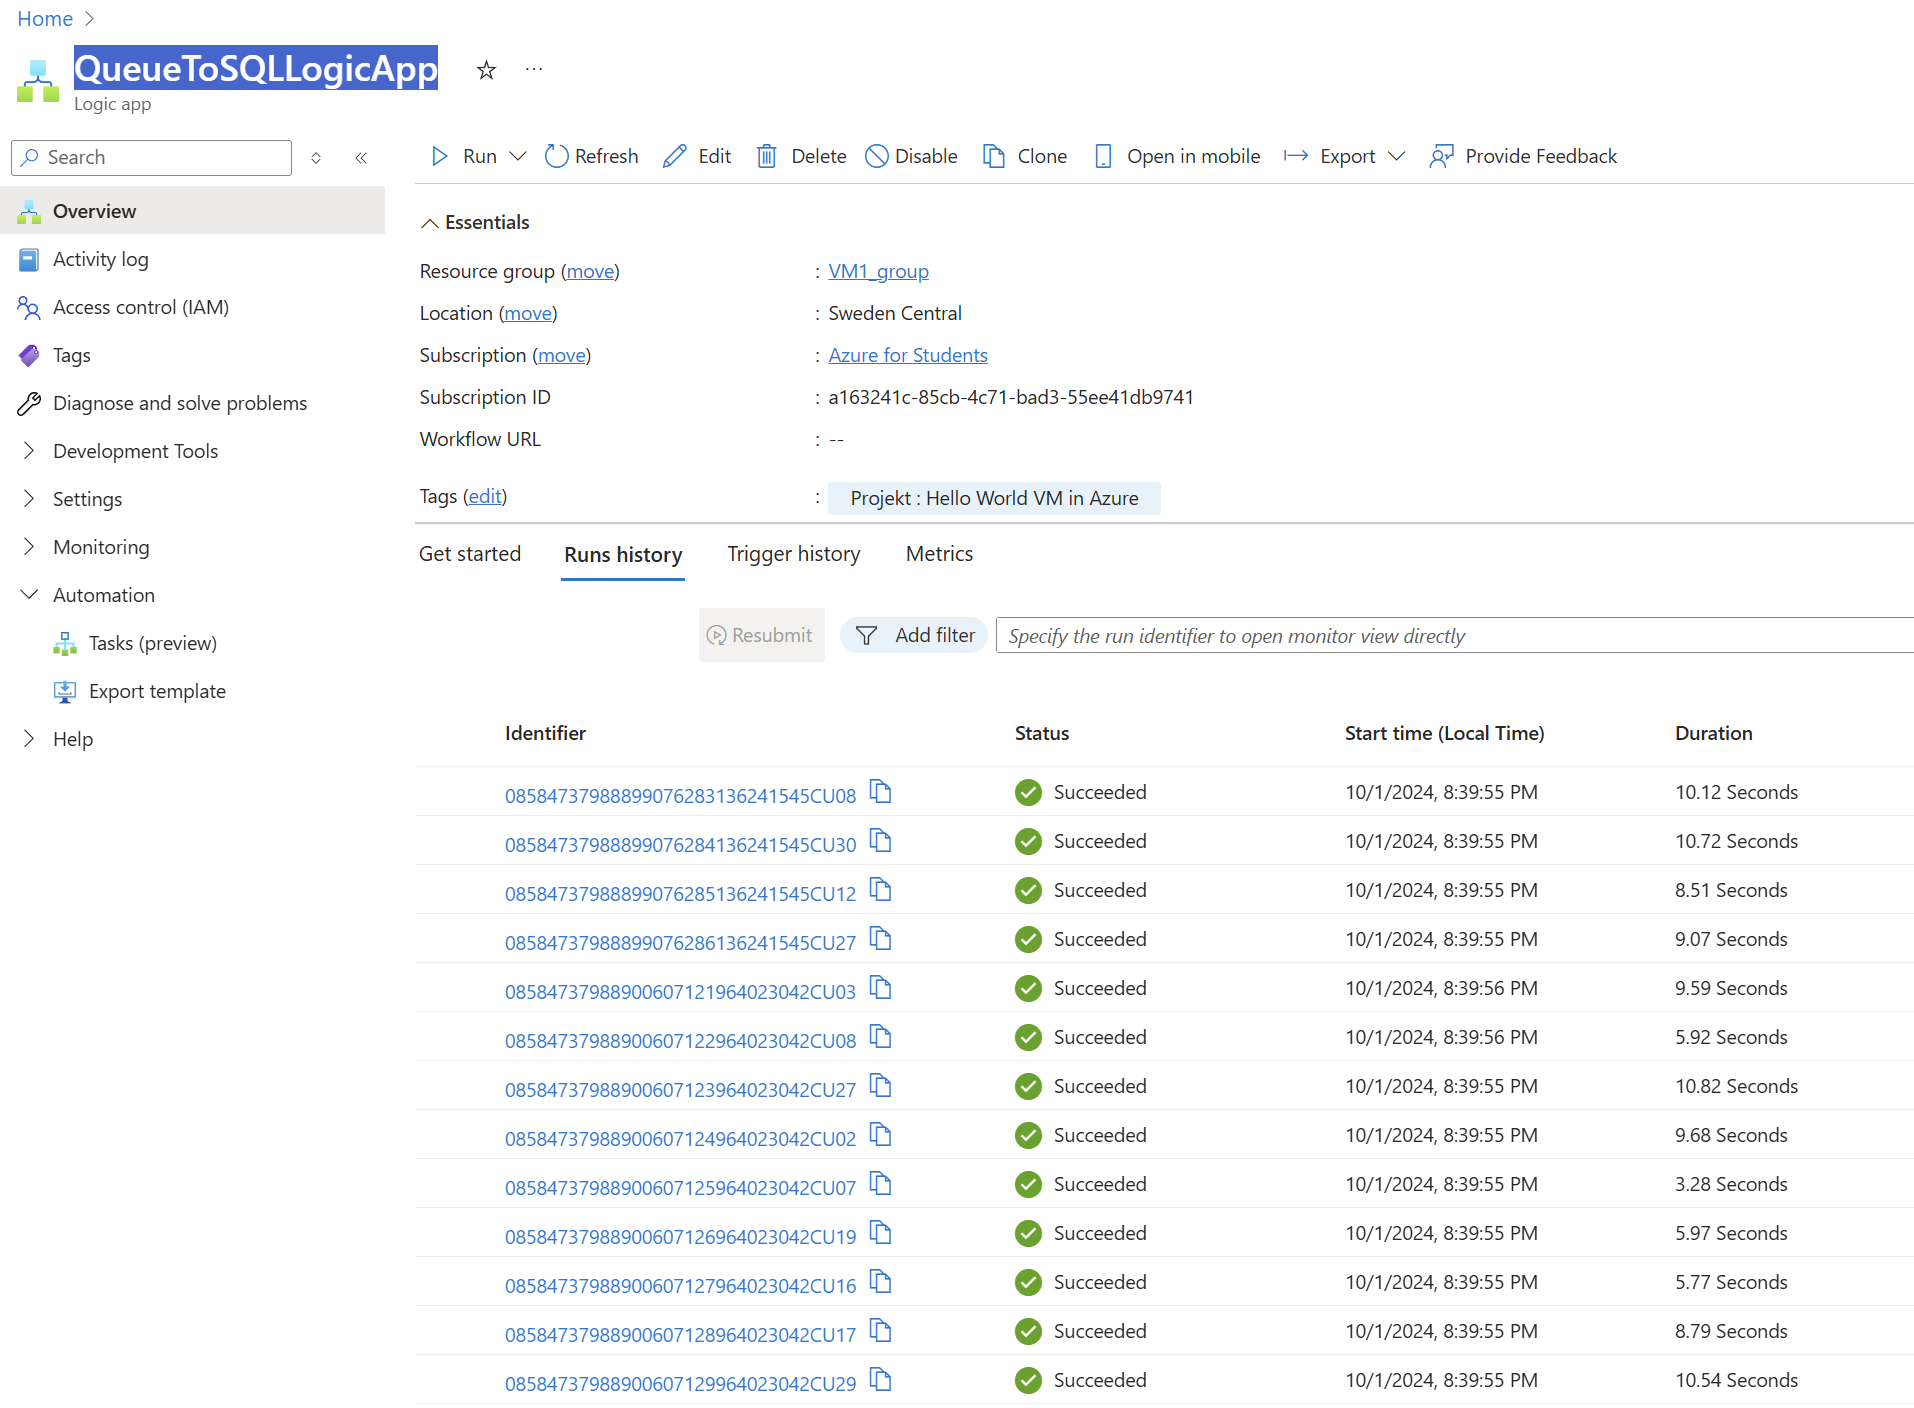 Home
QueueToSQLLogicApp
Logic app
Search
Run Refresh Edit Delete Disable Clone Open in mobile Export Provide Feedback
Overview
Activity log
Access control (IAM)
Tags
Diagnose and solve problems
Development Tools
Settings
Monitoring
Automation
Tasks (preview)
Export template
Help
Essentials
Resource group (move) : VM1_group
Location (move) : Sweden Central
Subscription (move) : Azure for Students
Subscription ID : a163241c-85cb-4c71-bad3-55ee41db9741
Workflow URL : --
Tags (edit) : Projekt : Hello World VM in Azure
Get started Runs history Trigger history Metrics
Resubmit Add filter Specify the run identifier to open monitor view directly
Identifier Status Start time (Local Time) Duration
08584737988899076283136241545CU08 Succeeded 10/1/2024, 8:39:55 PM 10.12 Seconds
08584737988899076284136241545CU30 Succeeded 10/1/2024, 8:39:55 PM 10.72 Seconds
08584737988899076285136241545CU12 Succeeded 10/1/2024, 8:39:55 PM 8.51 Seconds
08584737988899076286136241545CU27 Succeeded 10/1/2024, 8:39:55 PM 9.07 Seconds
08584737988900607121964023042CU03 Succeeded 10/1/2024, 8:39:56 PM 9.59 Seconds
08584737988900607122964023042CU08 Succeeded 10/1/2024, 8:39:56 PM 5.92 Seconds
08584737988900607123964023042CU27 Succeeded 10/1/2024, 8:39:55 PM 10.82 Seconds
08584737988900607124964023042CU02 Succeeded 10/1/2024, 8:39:55 PM 9.68 Seconds
08584737988900607125964023042CU07 Succeeded 10/1/2024, 8:39:55 PM 3.28 Seconds
08584737988900607126964023042CU19 Succeeded 10/1/2024, 8:39:55 PM 5.97 Seconds
08584737988900607127964023042CU16 Succeeded 10/1/2024, 8:39:55 PM 5.77 Seconds
08584737988900607128964023042CU17 Succeeded 10/1/2024, 8:39:55 PM 8.79 Seconds
08584737988900607129964023042CU29 Succeeded 10/1/2024, 8:39:55 PM 10.54 Seconds